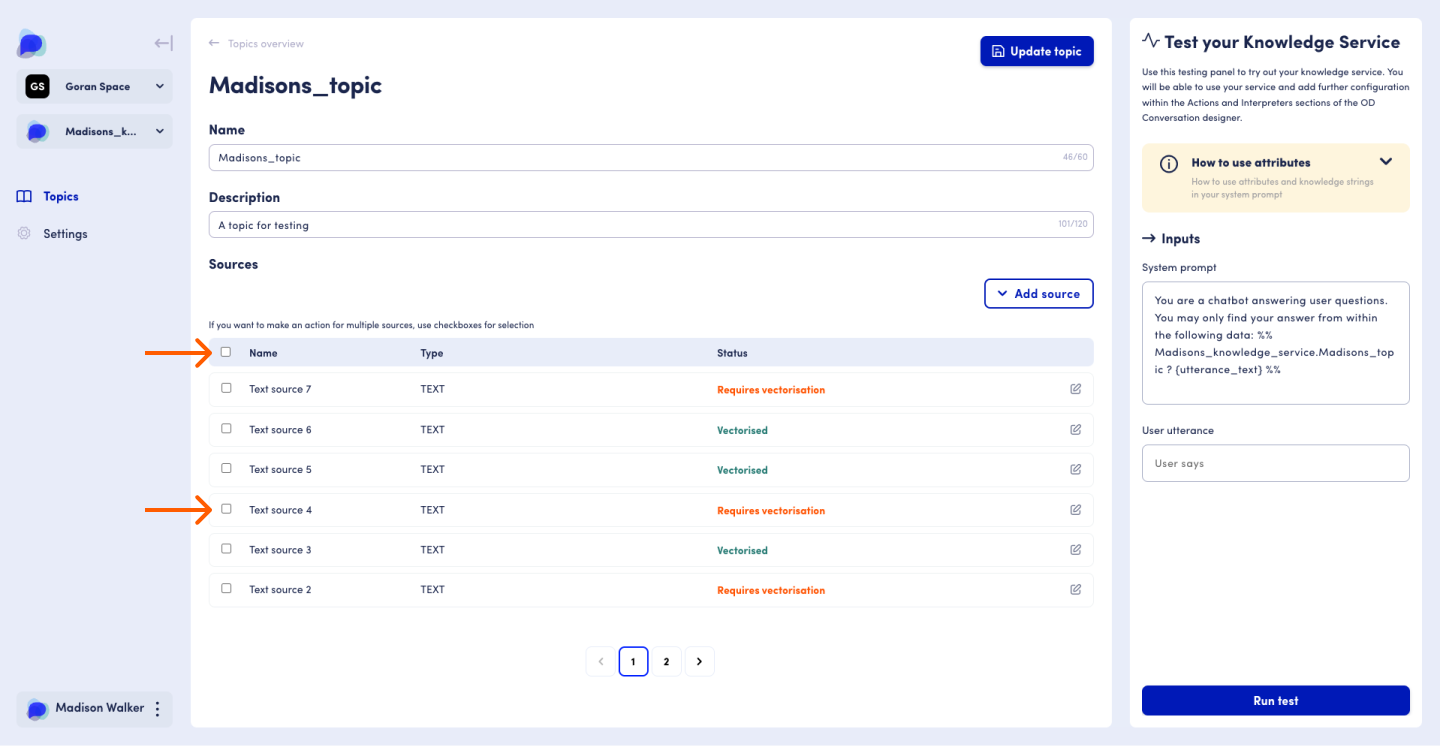 GS Goran Space
Madisons_k...
Topics
Settings
Madison Walker
Topics overview
Update topic
Madisons_topic
Name
Madisons_topic 46/60
Description
A topic for testing 101/120
Sources
Add source
If you want to make an action for multiple sources, use checkboxes for selection
Name Type Status
Text source 7 TEXT Requires vectorisation
Text source 6 TEXT Vectorised
Text source 5 TEXT Vectorised
Text source 4 TEXT Requires vectorisation
Text source 3 TEXT Vectorised
Text source 2 TEXT Requires vectorisation
1 2
Test your Knowledge Service
Use this testing panel to try out your knowledge service. You
will be able to use your service and add further configuration
within the Actions and Interpreters sections of the OD
Conversation designer.
How to use attributes
How to use attributes and knowledge strings
in your system prompt
Inputs
System prompt
You are a chatbot answering user questions.
You may only find your answer from within
the following data: %%
Madisons_knowledge_service.Madisons_top
ic ? {utterance_text} %%
User utterance
User says
Run test